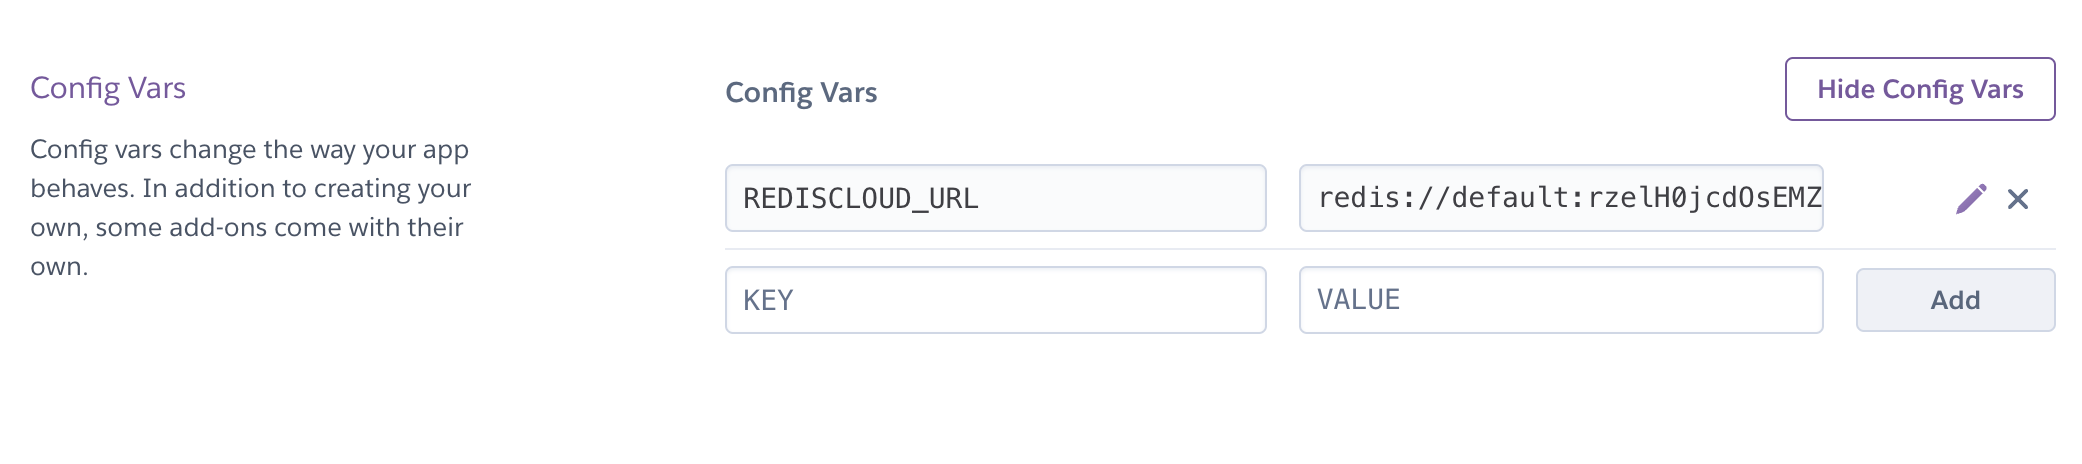 Config Vars
Config vars change the way your app
behaves. In addition to creating your
own, some add-ons come with their
own.
Config Vars
Hide Config Vars
REDISCLOUD_URL
redis://default:rzelH0jcdOsEMZ
KEY
VALUE
Add